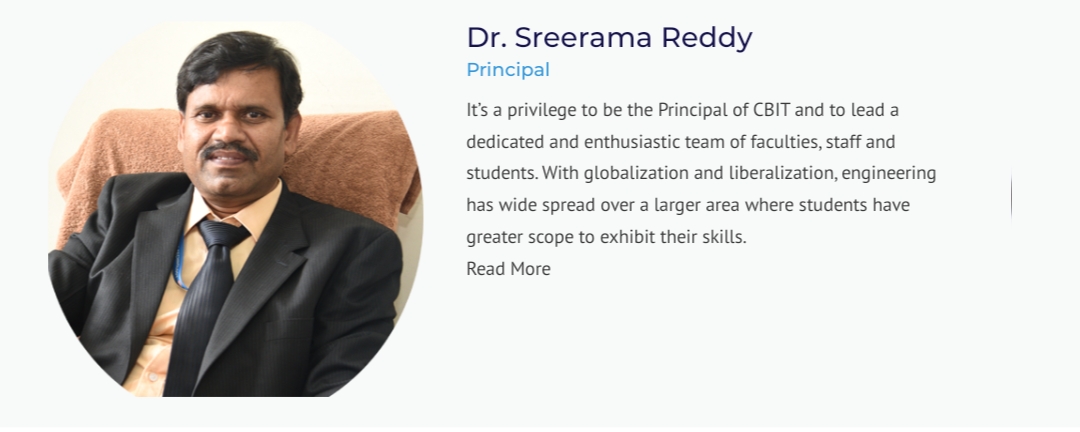 Dr. Sreerama Reddy
Principal
It’s a privilege to be the Principal of CBIT and to lead a
dedicated and enthusiastic team of faculties, staff and
students. With globalization and liberalization, engineering
has wide spread over a larger area where students have
greater scope to exhibit their skills.
Read More